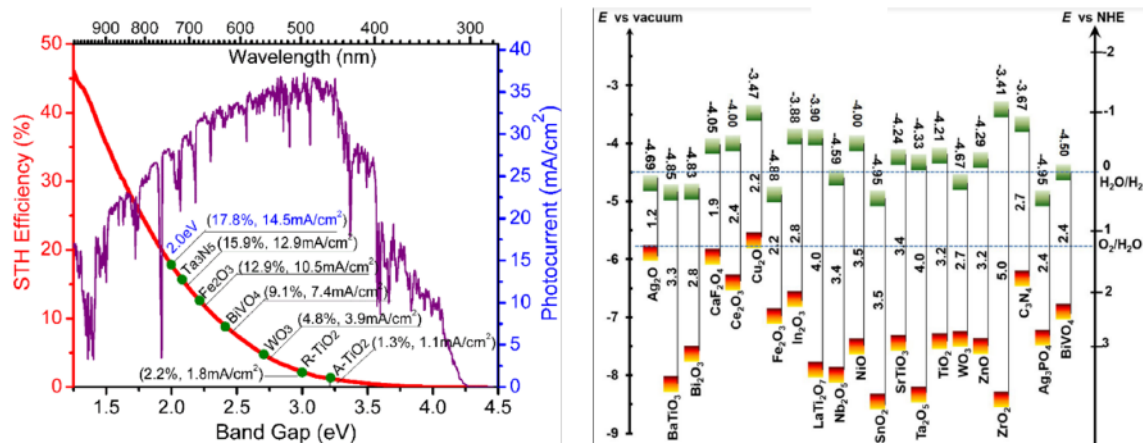 900 800 700 600 500 400 300
Wavelength (nm)
STH Efficiency (%)
50
40
30
20
10
0
Photocurrent (mA/cm²)
40
35
30
25
20
15
10
5
0
2.0eV (17.8%, 14.5mA/cm²)
Ta3N5 (15.9%, 12.9mA/cm²)
Fe2O3 (12.9%, 10.5mA/cm²)
BiVO4 (9.1%, 7.4mA/cm²)
WO3 (4.8%, 3.9mA/cm²)
R-TiO2 (2.2%, 1.8mA/cm²)
A-TiO2 (1.3%, 1.1mA/cm²)
1.5 2.0 2.5 3.0 3.5 4.0 4.5
Band Gap (eV)
E vs vacuum
E vs NHE
-3
-4
-5
-6
-7
-8
-9
-2
-1
0
1
2
3
H₂O/H₂
O₂/H₂O
-4.69 1.2 Ag₂O
-4.85 3.3 BaTiO₃
-4.83 2.8 Bi₂O₃
-4.05 1.9 CaF₂O₄
-4.00 2.4 Ce₂O₃
-3.47 2.2 Cu₂O
-4.88 2.2 Fe₂O₃
-3.88 2.8 In₂O₃
-3.90 4.0 LaTi₂O₇
-4.59 3.4 Nb₂O₅
-4.00 3.5 NiO
-4.95 3.5 SnO₂
-4.24 3.4 SrTiO₃
-4.33 4.0 Ta₂O₅
-4.21 3.2 TiO₂
-4.67 2.7 WO₃
-4.29 3.2 ZnO
-3.41 5.0 ZrO₂
-3.67 2.7 C₃N₄
-4.95 2.4 Ag₃PO₄
-4.50 2.4 BiVO₄